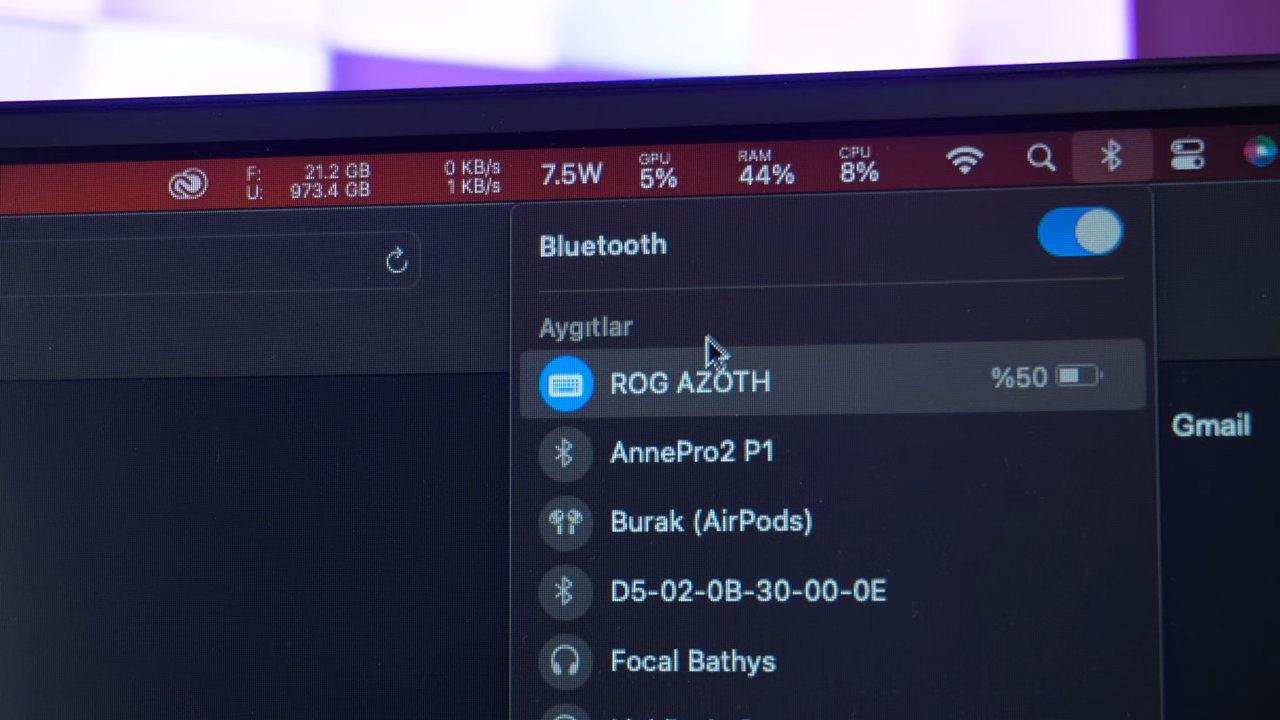 F: 21.2 GB
U: 973.4 GB
0 KB/s
1 KB/s
7.5W
GPU
5%
RAM
44%
CPU
8%
Bluetooth
Aygıtlar
ROG AZOTH %50
Gmail
AnnePro2 P1
Burak (AirPods)
D5-02-0B-30-00-0E
Focal Bathys